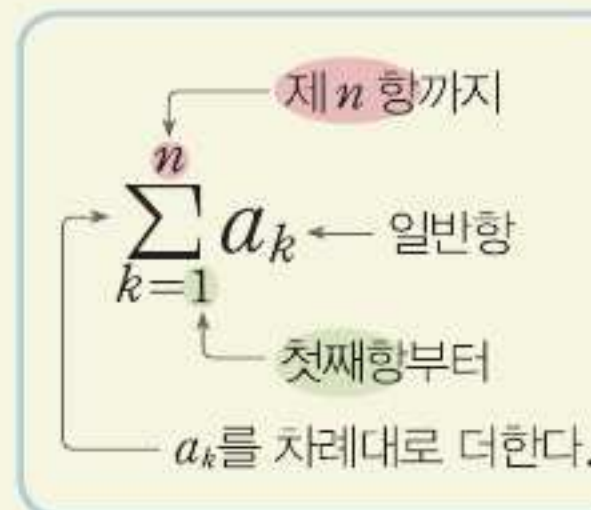 제 n 항까지
n
∑ a_k 일반항
k=1
첫째항부터
a_k를 차례대로 더한다.